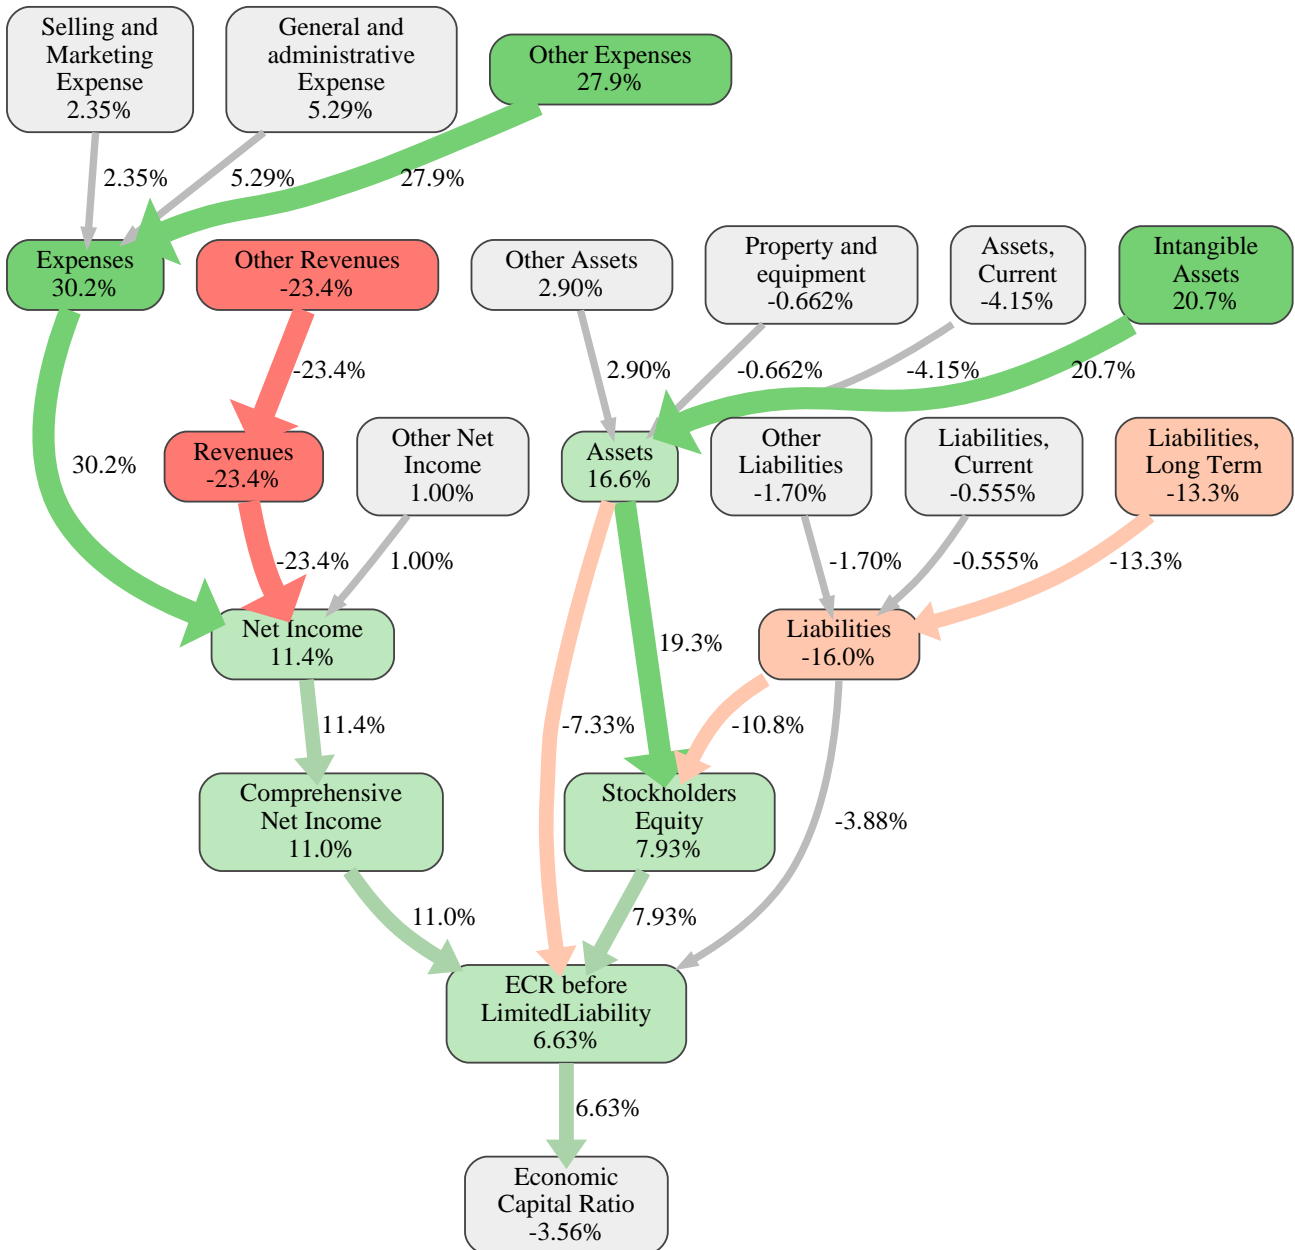 Selling and
Marketing
Expense
2.35%
General and
administrative
Expense
5.29%
Other Expenses
27.9%
2.35%
5.29%
27.9%
Expenses
30.2%
Other Revenues
-23.4%
Other Assets
2.90%
Property and
equipment
-0.662%
Assets,
Current
-4.15%
Intangible
Assets
20.7%
-23.4%
2.90%
-0.662%
-4.15%
20.7%
30.2%
Revenues
-23.4%
Other Net
Income
1.00%
Assets
16.6%
Other
Liabilities
-1.70%
Liabilities,
Current
-0.555%
Liabilities,
Long Term
-13.3%
-23.4%
1.00%
-1.70%
-0.555%
-13.3%
Net Income
11.4%
19.3%
Liabilities
-16.0%
11.4%
-7.33%
-10.8%
Comprehensive
Net Income
11.0%
Stockholders
Equity
7.93%
-3.88%
11.0%
7.93%
ECR before
LimitedLiability
6.63%
6.63%
Economic
Capital Ratio
-3.56%